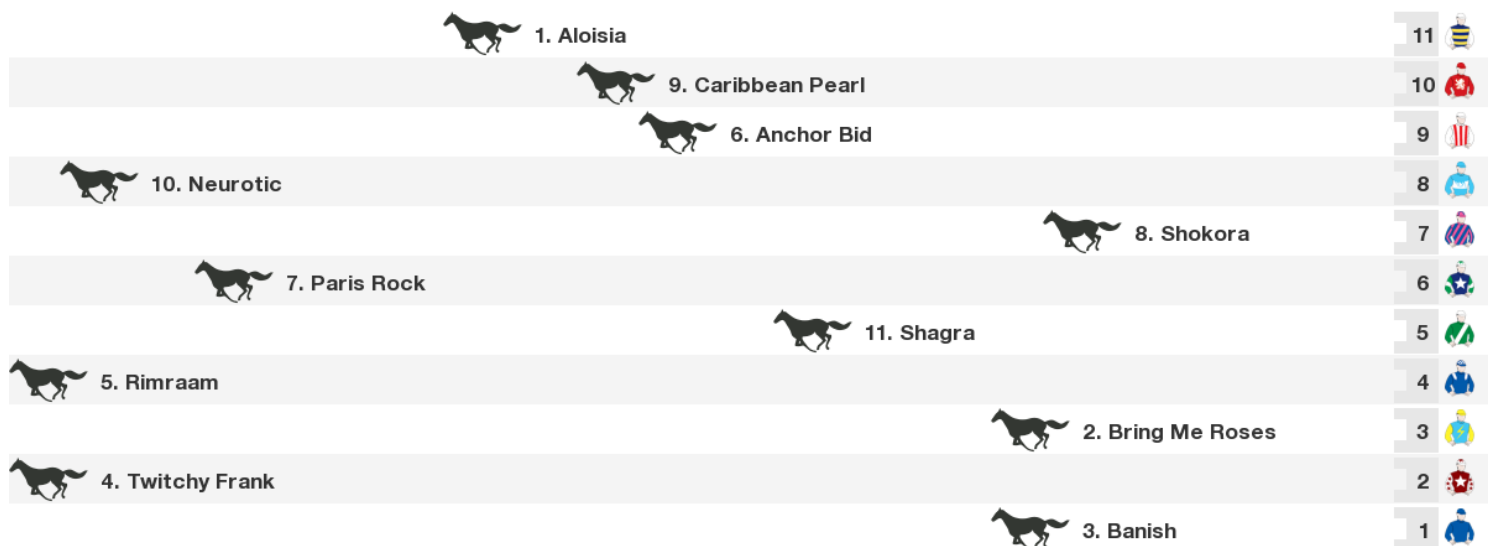 1. Aloisia 11
9. Caribbean Pearl 10
6. Anchor Bid 9
10. Neurotic 8
8. Shokora 7
7. Paris Rock 6
11. Shagra 5
5. Rimraam 4
2. Bring Me Roses 3
4. Twitchy Frank 2
3. Banish 1